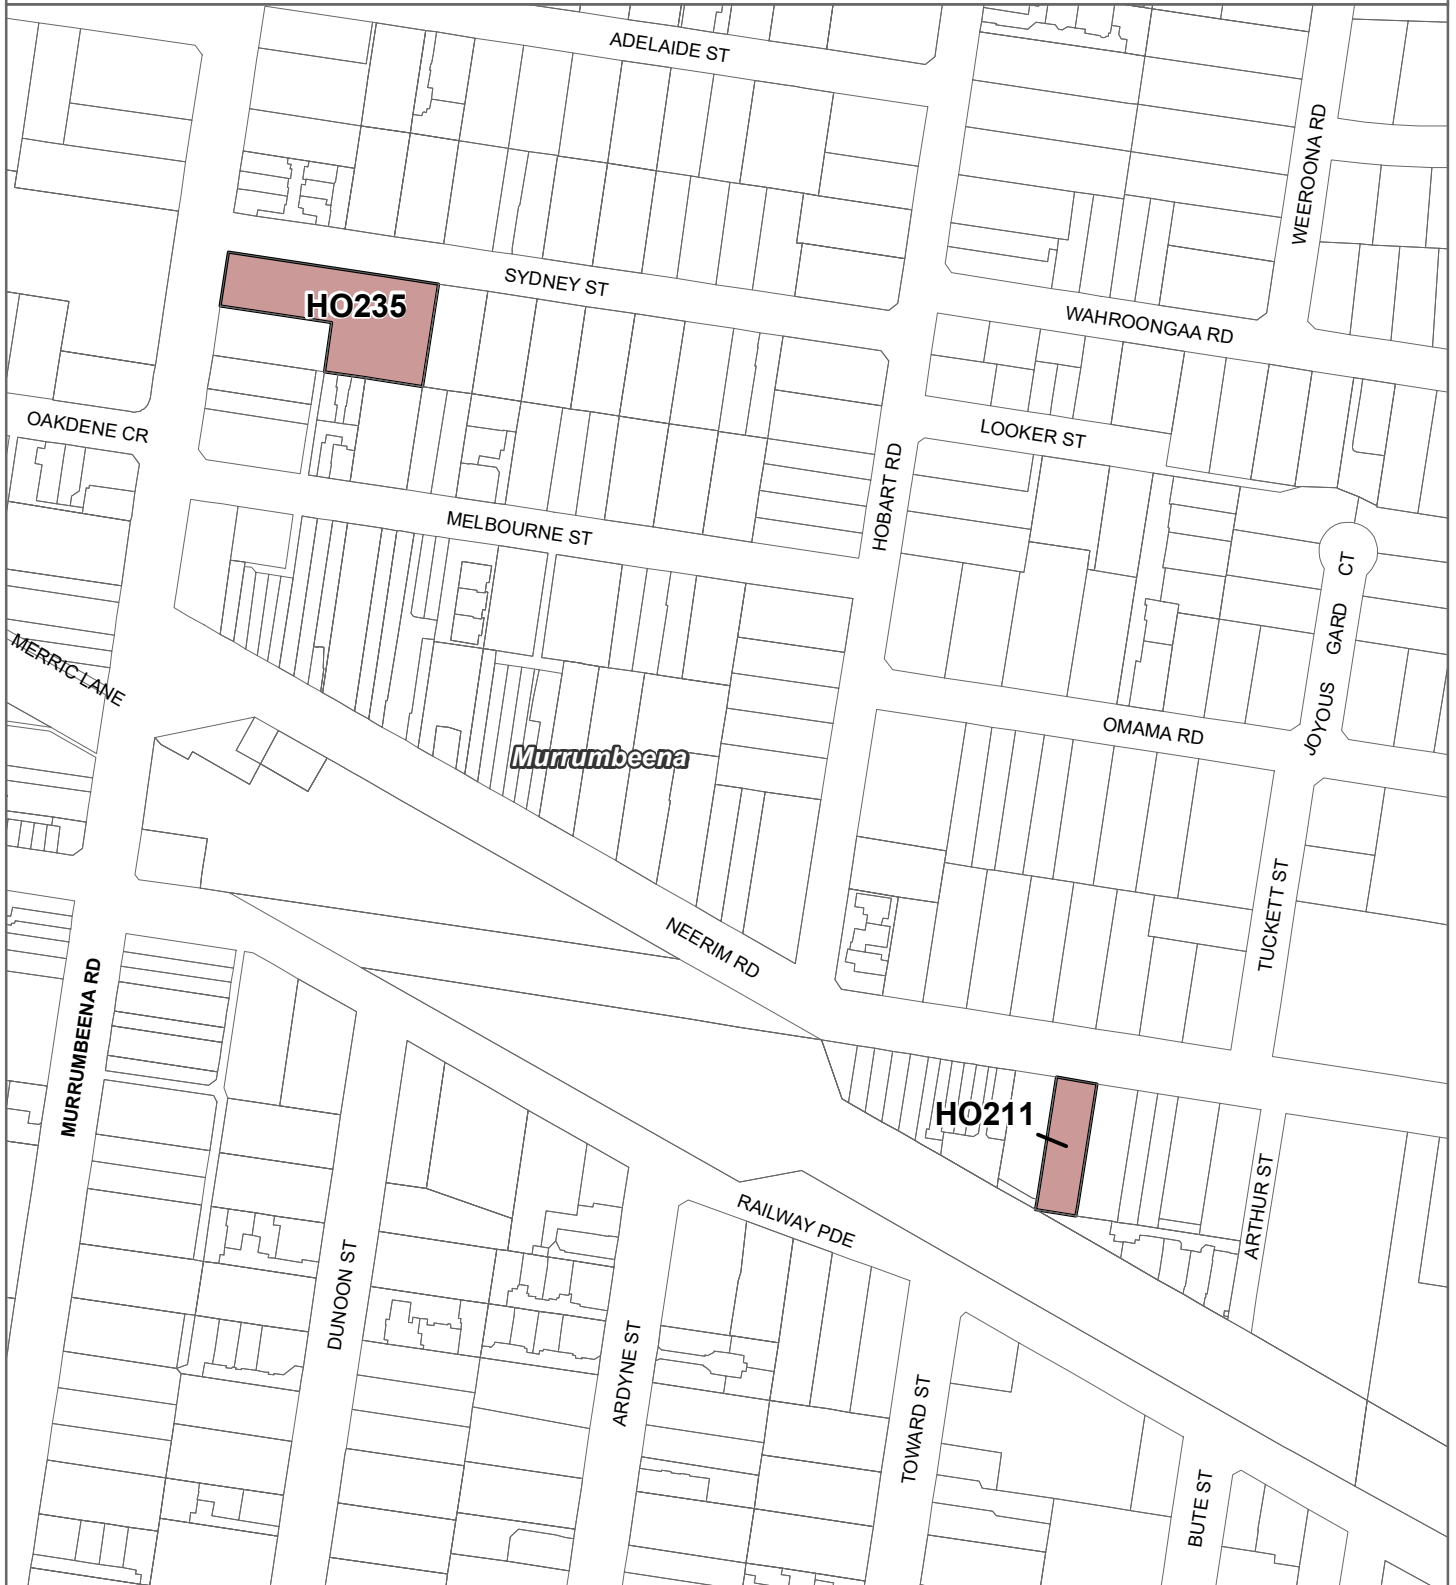 ADELAIDE ST
WEEROONA RD
SYDNEY ST
HO235
WAHROONGAA RD
OAKDENE CR
LOOKER ST
HOBART RD
MELBOURNE ST
JOYOUS GARD CT
MERRIC LANE
OMAMA RD
Murrumbeena
TUCKETT ST
NEERIM RD
MURRUMBEENA RD
HO211
ARTHUR ST
RAILWAY PDE
DUNOON ST
ARDYNE ST
TOWARD ST
BUTE ST